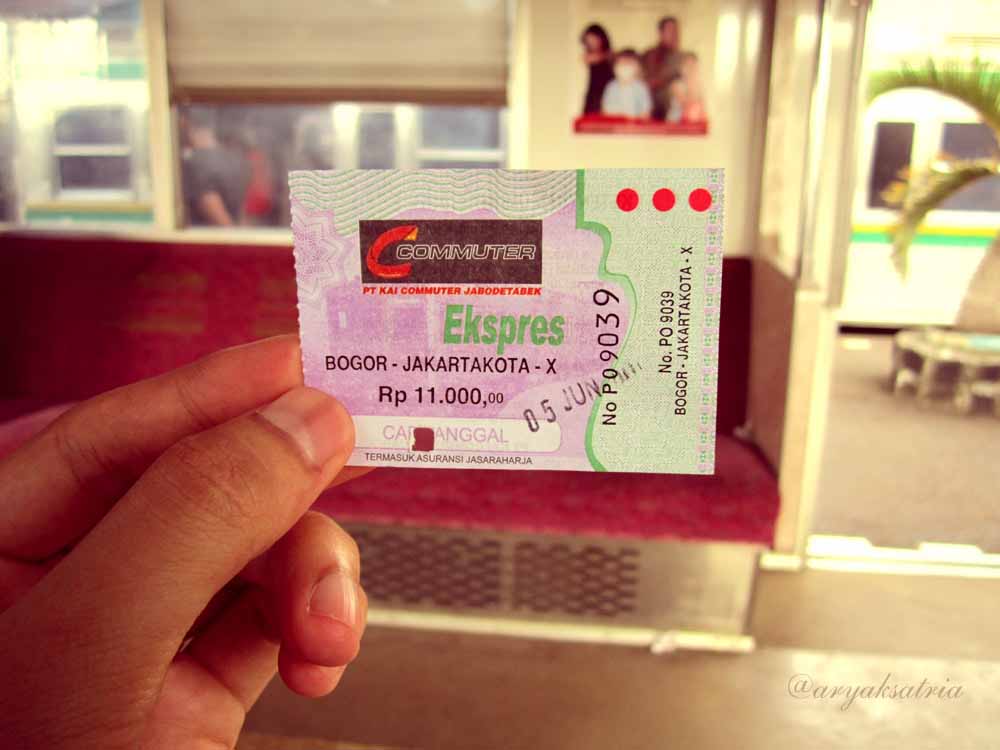 COMMUTER
PT KAI COMMUTER JABODETABEK
Ekspres
BOGOR - JAKARTAKOTA - X
Rp 11.000,00
05 JUN
TERMASUK ASURANSI JASARAHARJA
No PO 9039
No. PO 9039
BOGOR - JAKARTAKOTA - X
@aryaksatria